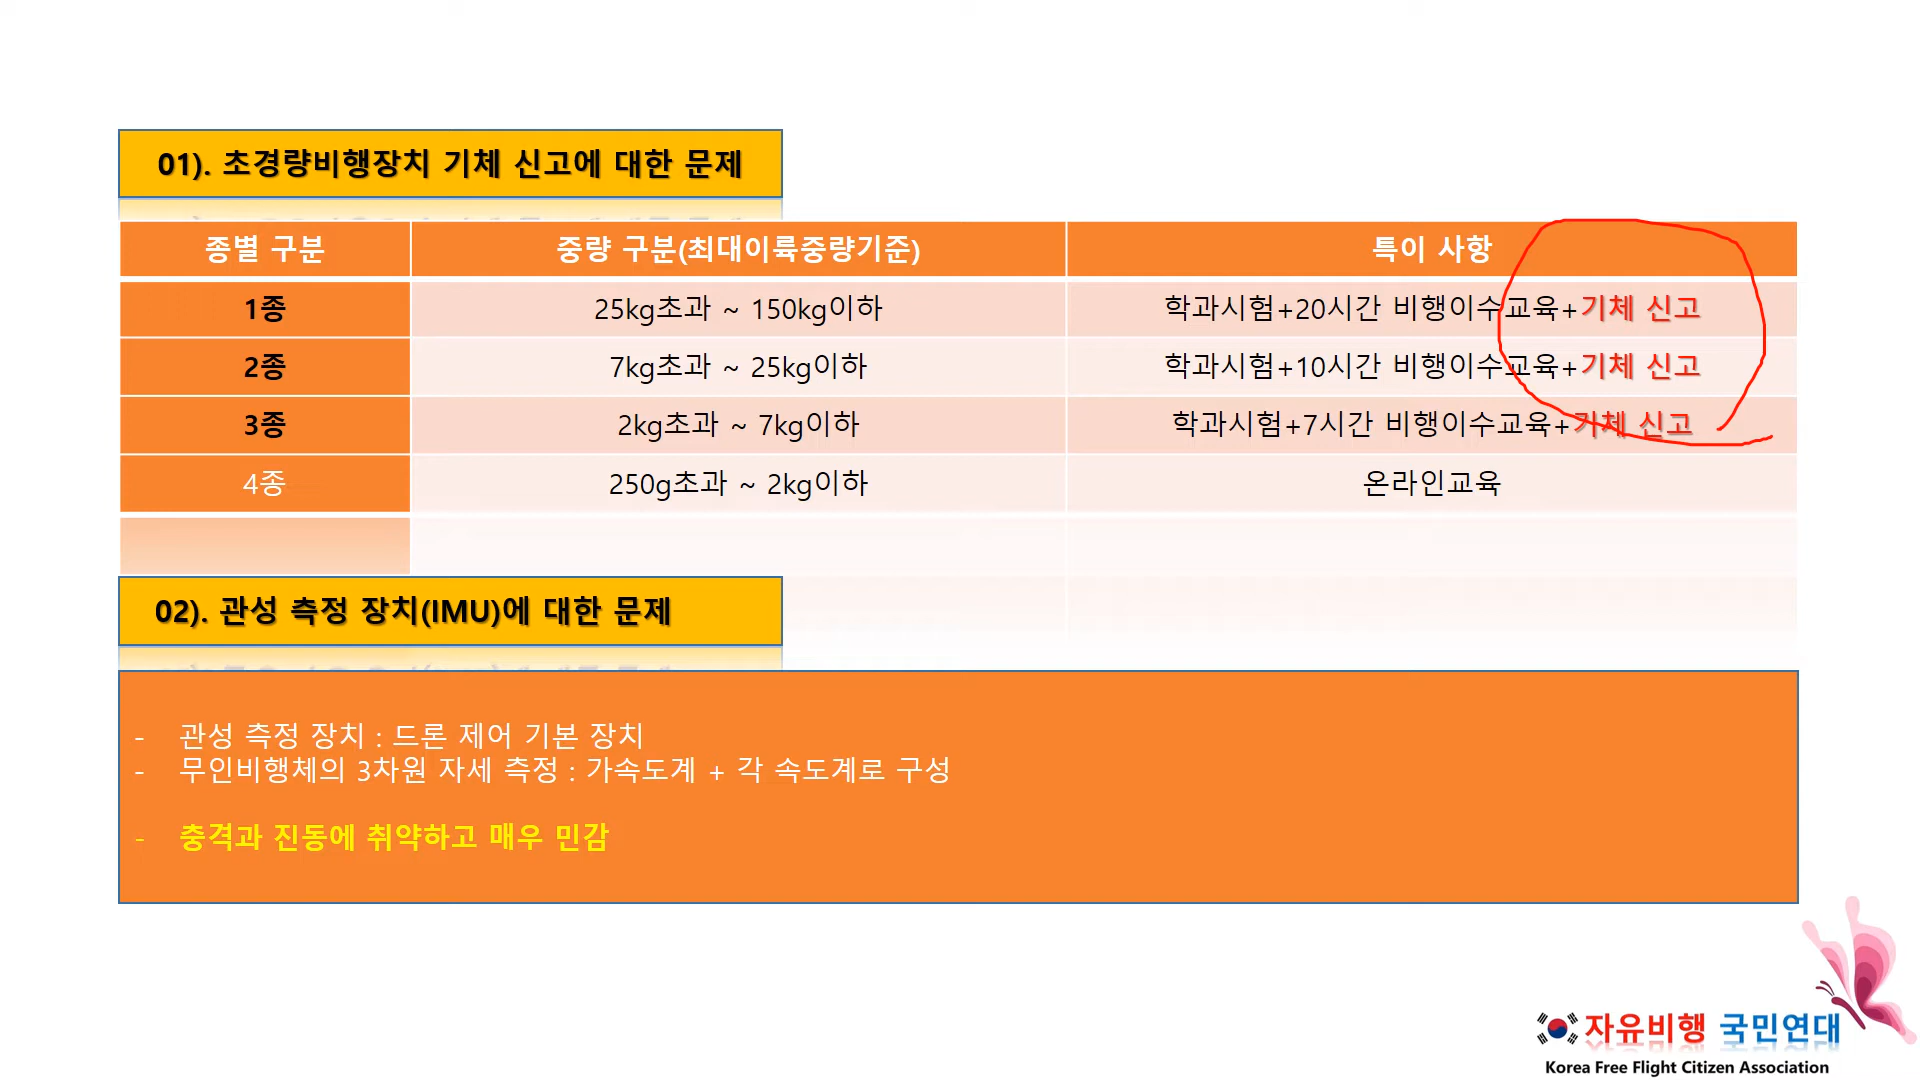 01). 초경량비행장치 기체 신고에 대한 문제
종별 구분 중량 구분(최대이륙중량기준) 특이 사항
1종 25kg초과 ~ 150kg이하 학과시험+20시간 비행이수교육+기체 신고
2종 7kg초과 ~ 25kg이하 학과시험+10시간 비행이수교육+기체 신고
3종 2kg초과 ~ 7kg이하 학과시험+7시간 비행이수교육+기체 신고
4종 250g초과 ~ 2kg이하 온라인교육
02). 관성 측정 장치(IMU)에 대한 문제
- 관성 측정 장치 : 드론 제어 기본 장치
- 무인비행체의 3차원 자세 측정 : 가속도계 + 각 속도계로 구성
- 충격과 진동에 취약하고 매우 민감
자유비행 국민연대
Korea Free Flight Citizen Association